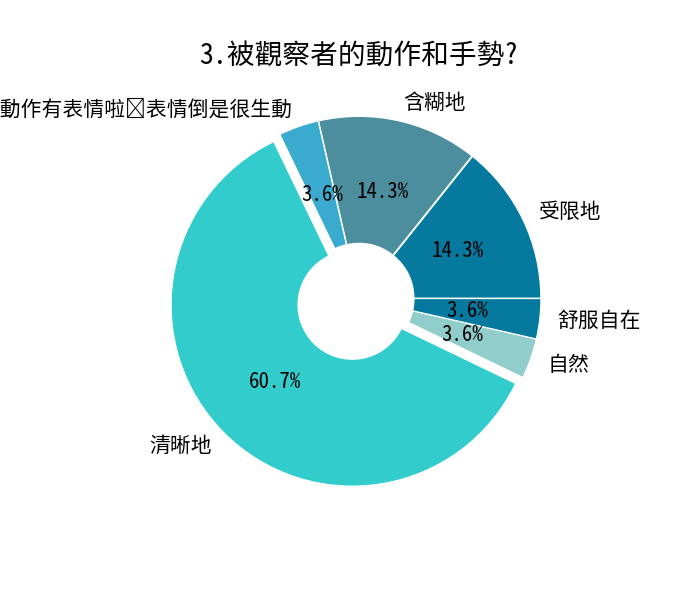 3.被觀察者的動作和手勢?
含糊地
動作有表情啦表情倒是很生動
3.6%
14.3%
受限地
14.3%
3.6%
舒服自在
3.6%
自然
60.7%
清晰地